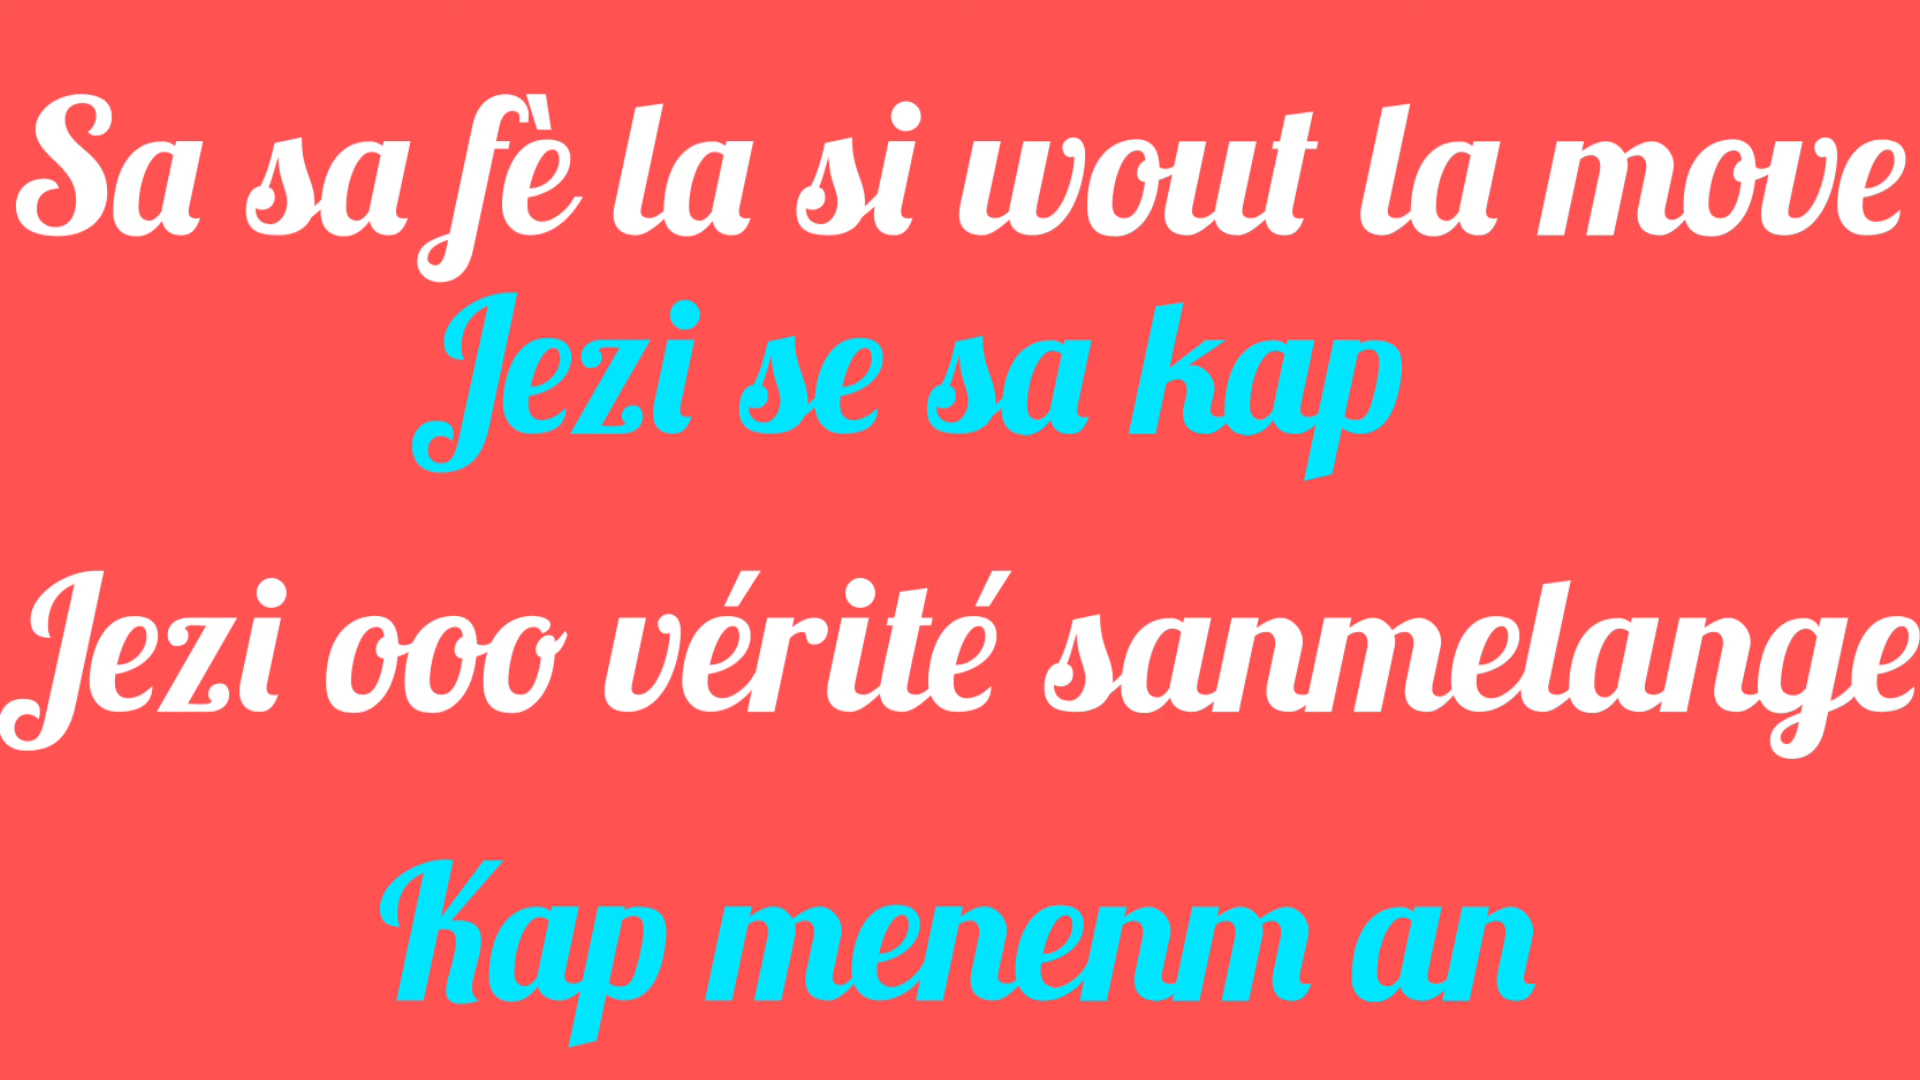 Sa sa fè la si wout la move
Jezi se sa kap
Jezi ooo vérité sanmelange
Kap menenm an